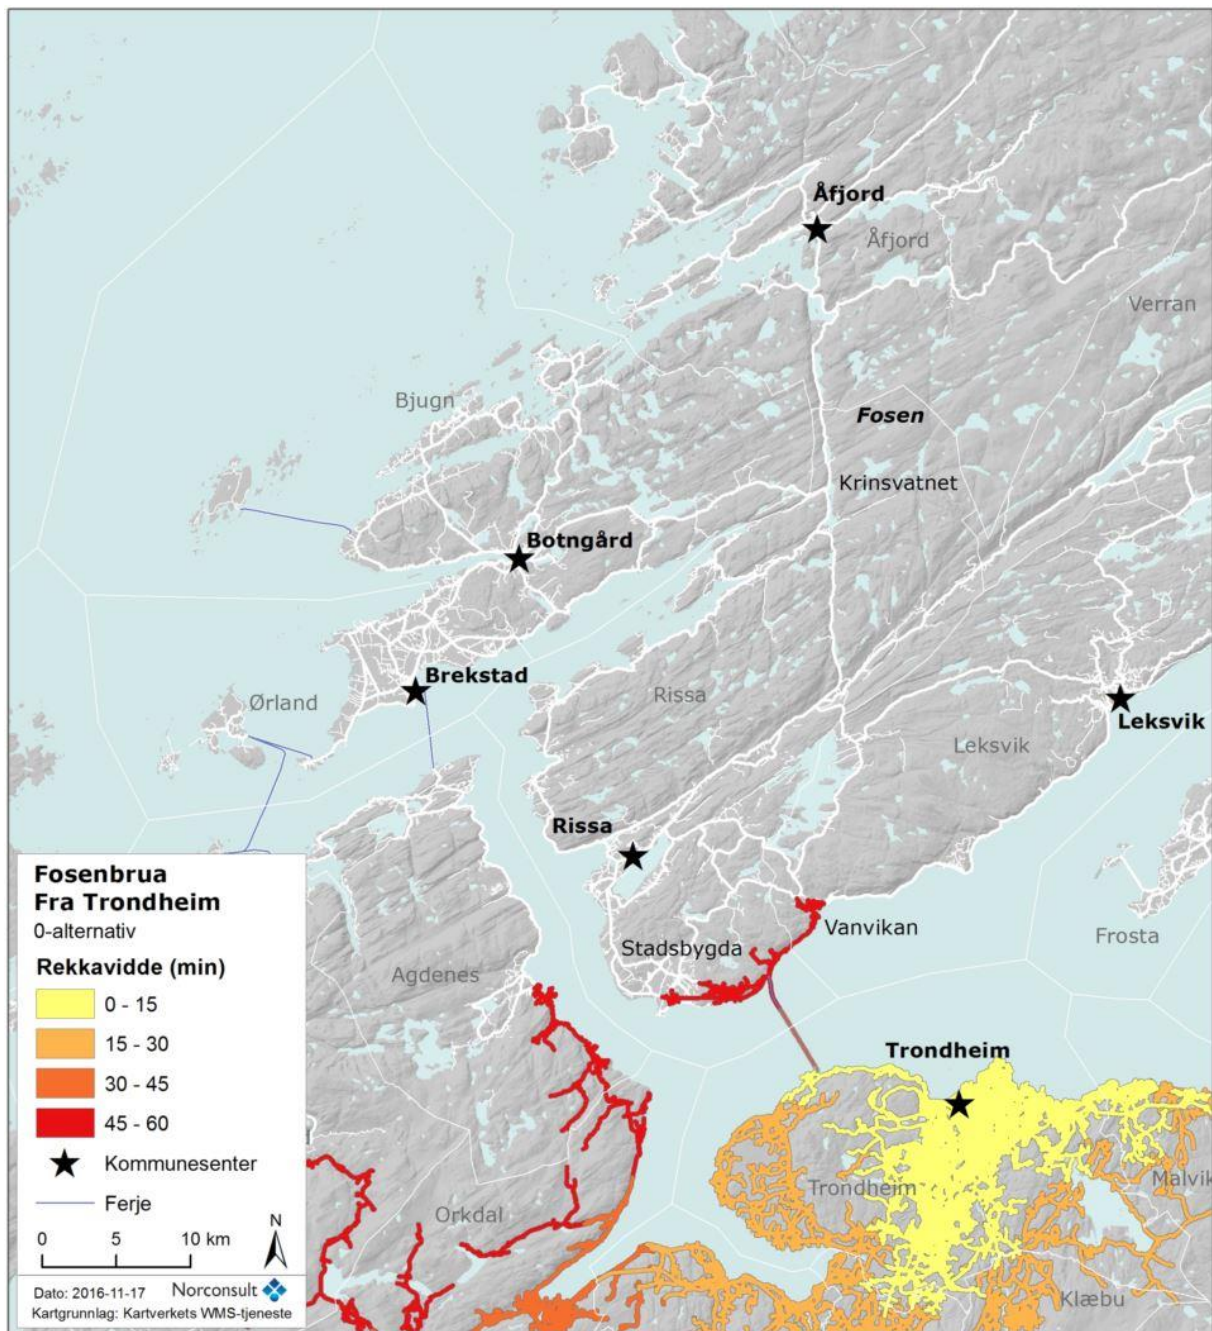 Åfjord
Åfjord
Verran
Bjugn
Fosen
Krinsvatnet
Botngård
Brekstad
Ørland
Rissa
Leksvik
Leksvik
Rissa
Vanvikan
Stadsbygda
Frosta
Agdenes
Trondheim
Trondheim
Malvik
Orkdal
Klæbu
Fosenbrua
Fra Trondheim
0-alternativ
Rekkavidde (min)
0 - 15
15 - 30
30 - 45
45 - 60
Kommunesenter
Ferje
N
0 5 10 km
Dato: 2016-11-17 Norconsult
Kartgrunnlag: Kartverkets WMS-tjeneste